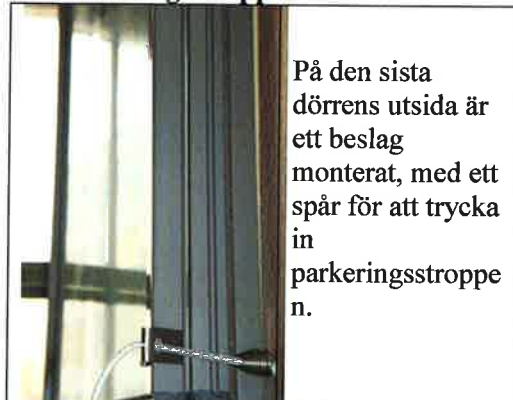 På den sista
dörrens utsida är
ett beslag
monterat, med ett
spår för att trycka
in
parkeringsstroppe
n.